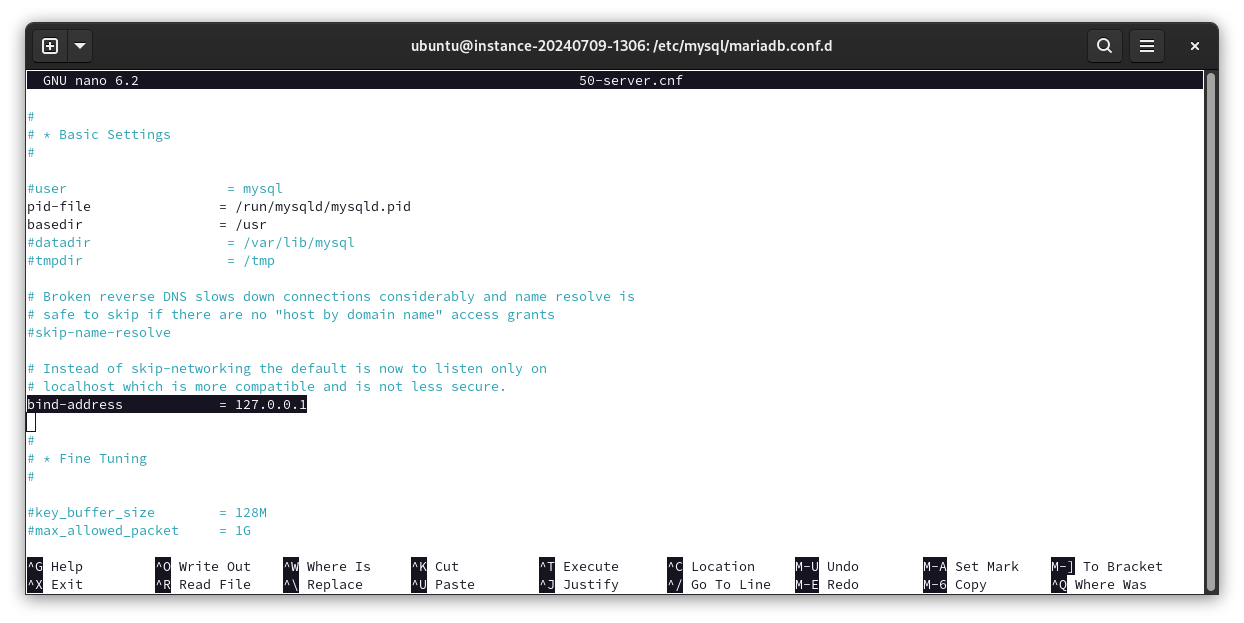 ubuntu@instance-20240709-1306: /etc/mysql/mariadb.conf.d
GNU nano 6.2 50-server.cnf
#
# * Basic Settings
#
#user = mysql
pid-file = /run/mysqld/mysqld.pid
basedir = /usr
#datadir = /var/lib/mysql
#tmpdir = /tmp
# Broken reverse DNS slows down connections considerably and name resolve is
# safe to skip if there are no "host by domain name" access grants
#skip-name-resolve
# Instead of skip-networking the default is now to listen only on
# localhost which is more compatible and is not less secure.
bind-address = 127.0.0.1
#
# * Fine Tuning
#
#key_buffer_size = 128M
#max_allowed_packet = 1G
^G Help ^O Write Out ^W Where Is ^K Cut ^T Execute ^C Location M-U Undo M-A Set Mark M-] To Bracket
^X Exit ^R Read File ^\ Replace ^U Paste ^J Justify ^/ Go To Line M-E Redo M-6 Copy ^Q Where Was